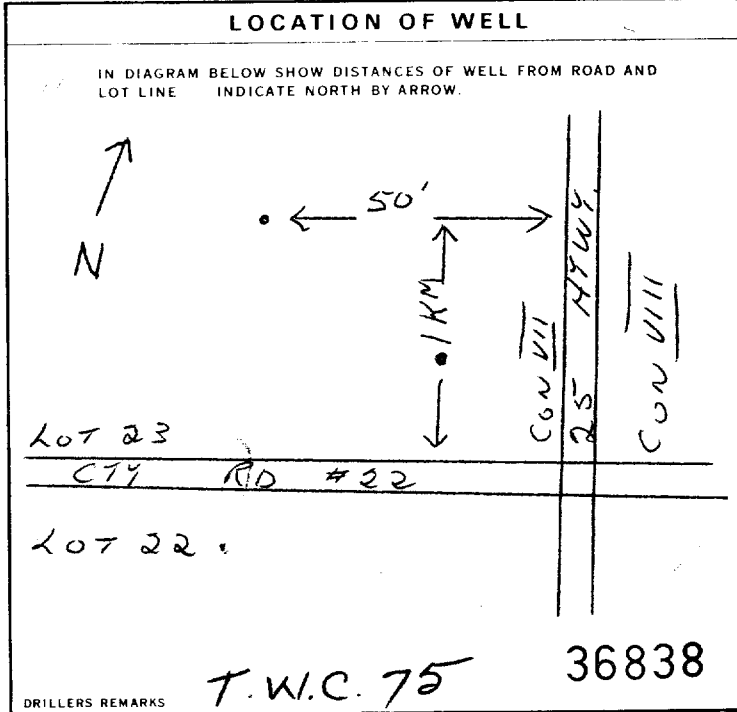 LOCATION OF WELL
IN DIAGRAM BELOW SHOW DISTANCES OF WELL FROM ROAD AND
LOT LINE INDICATE NORTH BY ARROW.
N
50'
1KM
CON VII
25 HYWY.
CON VIII
LOT 23
CTY RD #22
LOT 22.
DRILLERS REMARKS T.W.C. 75
36838